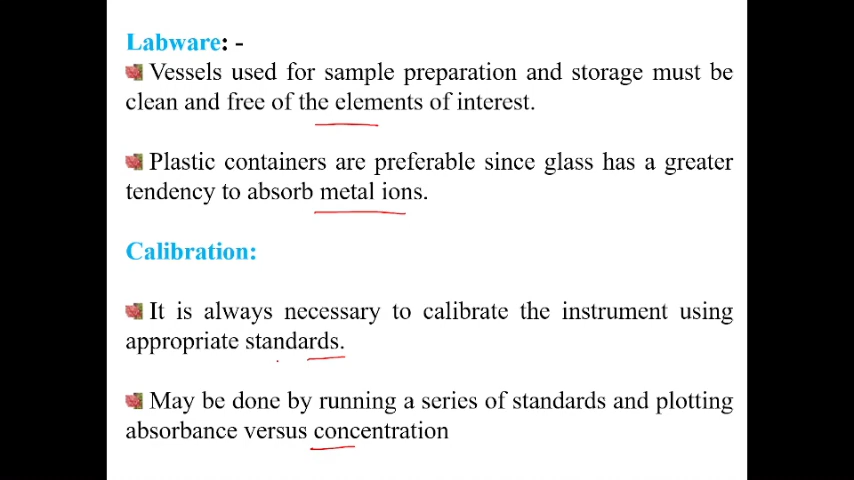 Labware: -
Vessels used for sample preparation and storage must be
clean and free of the elements of interest.
Plastic containers are preferable since glass has a greater
tendency to absorb metal ions.
Calibration:
It is always necessary to calibrate the instrument using
appropriate standards.
May be done by running a series of standards and plotting
absorbance versus concentration